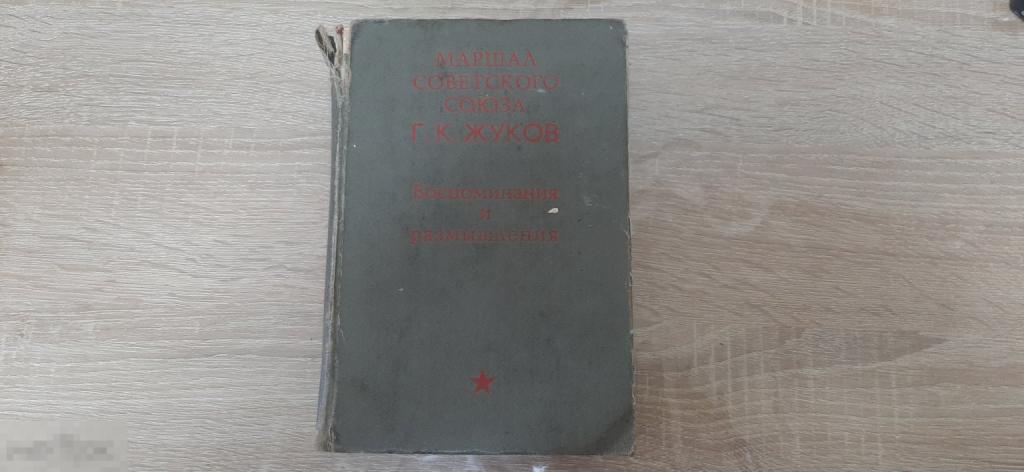 МАРШАЛ
СОВЕТСКОГО
СОЮЗА
Г. К. ЖУКОВ
Воспоминания
и
размышления